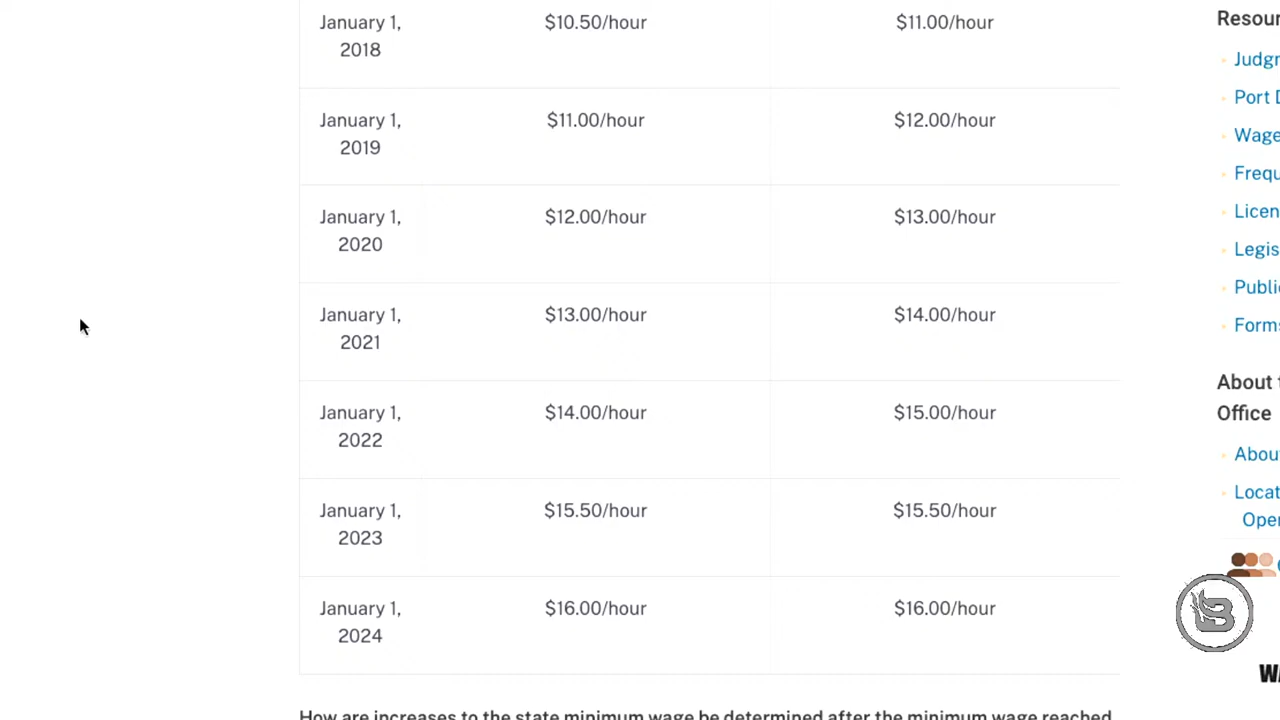 January 1,
2018
$10.50/hour
$11.00/hour
January 1,
2019
$11.00/hour
$12.00/hour
January 1,
2020
$12.00/hour
$13.00/hour
January 1,
2021
$13.00/hour
$14.00/hour
January 1,
2022
$14.00/hour
$15.00/hour
January 1,
2023
$15.50/hour
$15.50/hour
January 1,
2024
$16.00/hour
$16.00/hour
How are increases to the state minimum wage be determined after the minimum wage reached
Resour
Judgr
Port D
Wage
Frequ
Licen
Legis
Publi
Forms
About t
Office
Abou
Locat
Oper